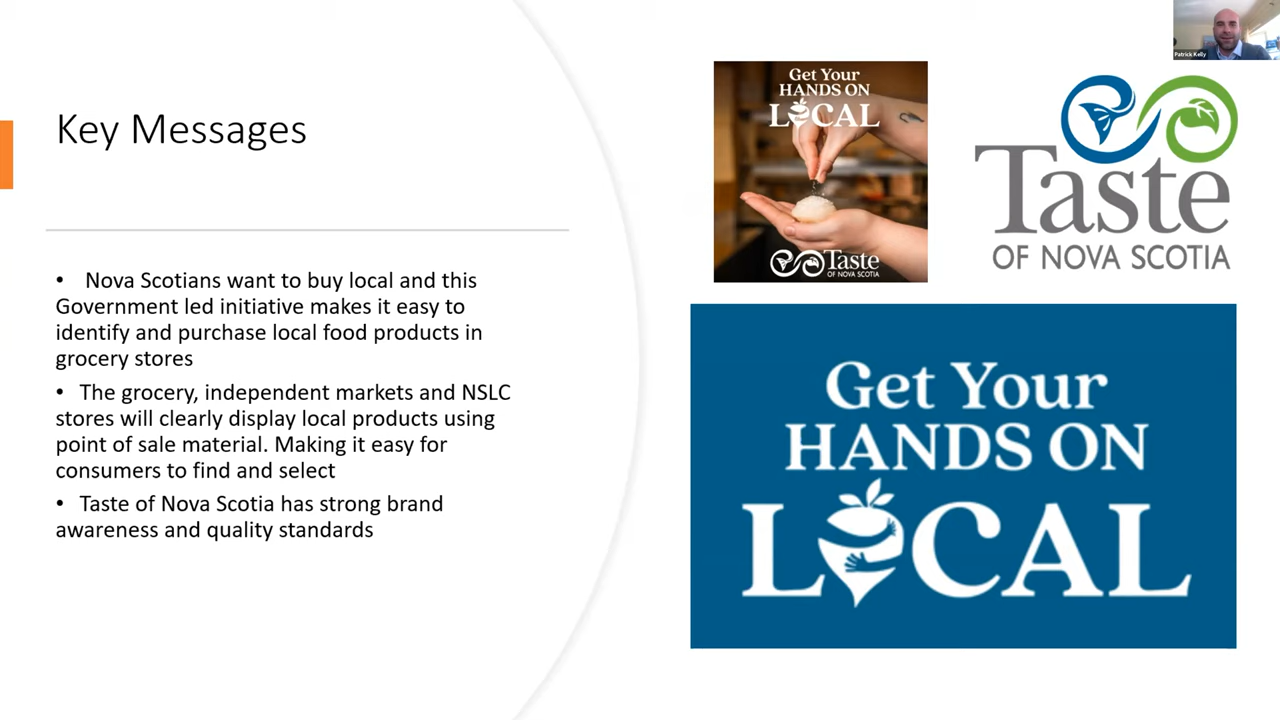 Key Messages
• Nova Scotians want to buy local and this
Government led initiative makes it easy to
identify and purchase local food products in
grocery stores
• The grocery, independent markets and NSLC
stores will clearly display local products using
point of sale material. Making it easy for
consumers to find and select
• Taste of Nova Scotia has strong brand
awareness and quality standards
Get Your
HANDS ON
LOCAL
Taste
OF NOVA SCOTIA
Taste
OF NOVA SCOTIA
Get Your
HANDS ON
LOCAL
Patrick Kelly